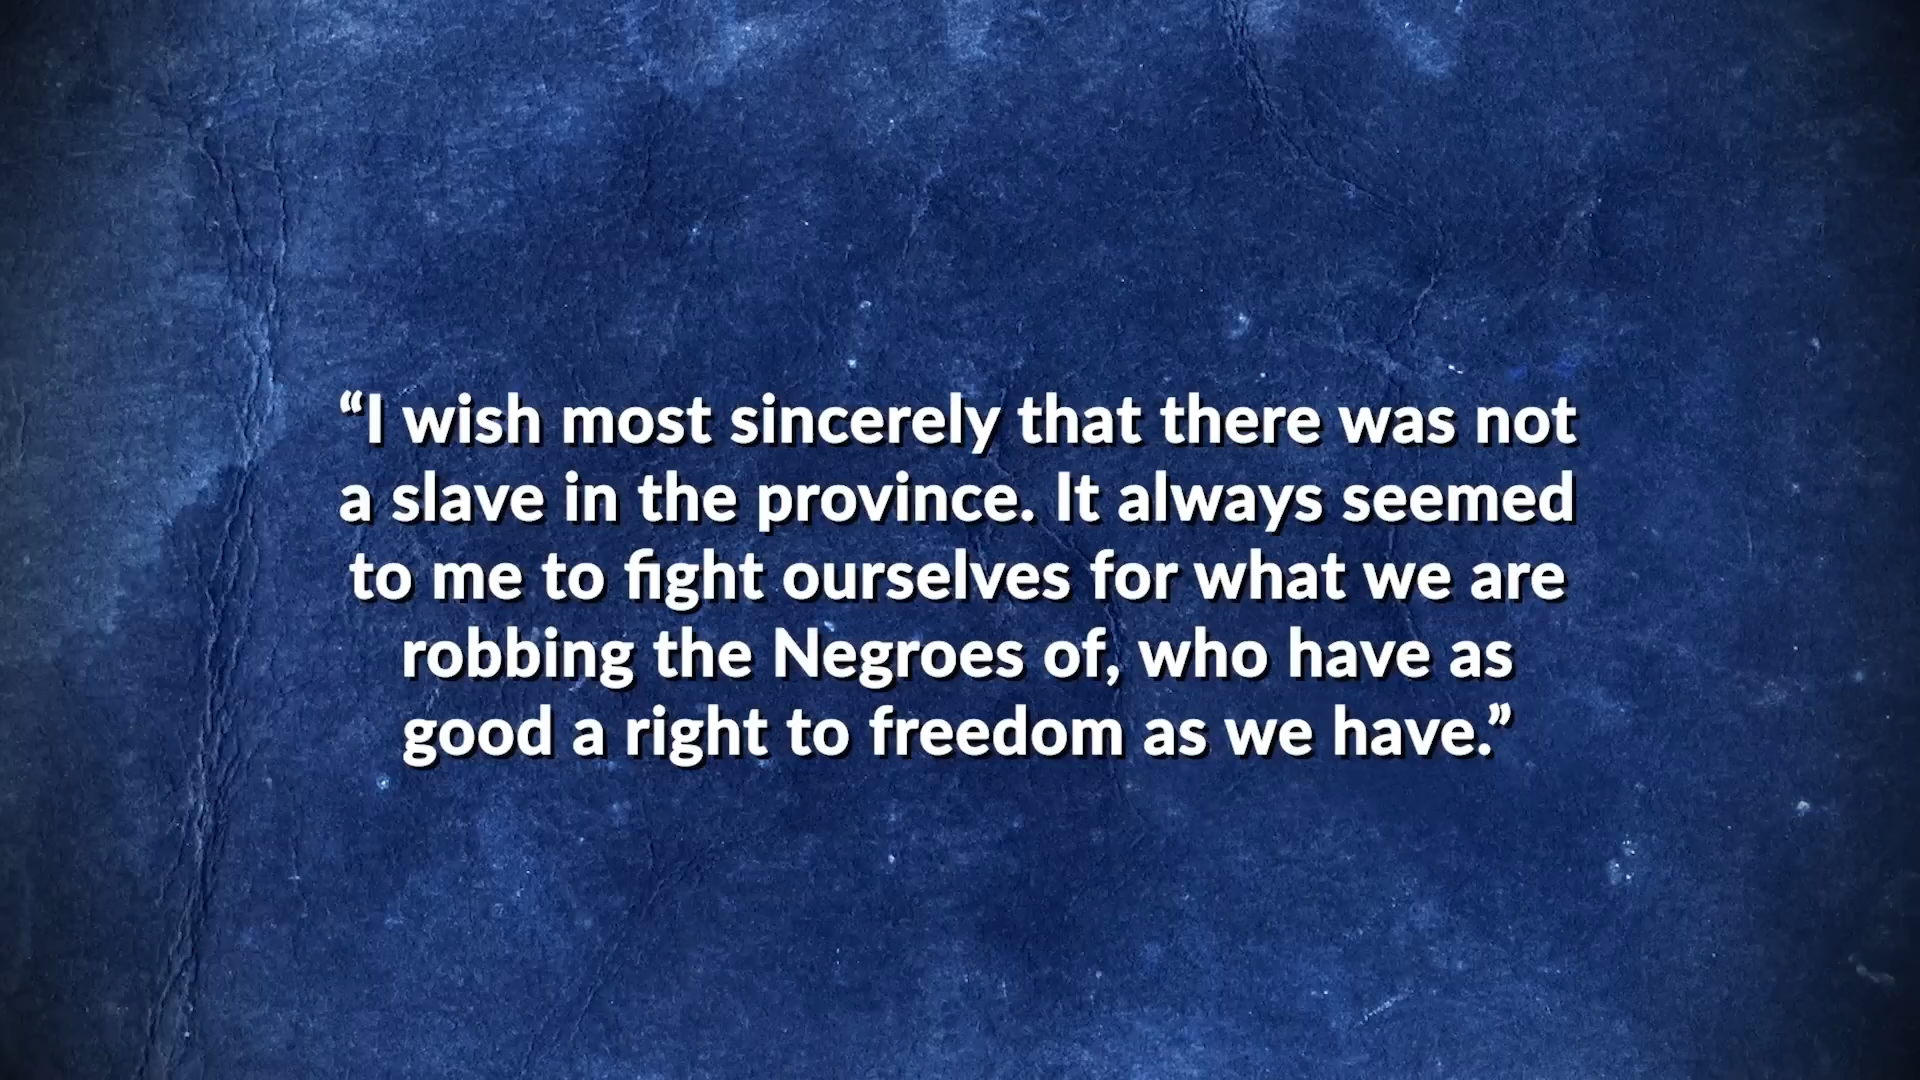 “I wish most sincerely that there was not
a slave in the province. It always seemed
to me to fight ourselves for what we are
robbing the Negroes of, who have as
good a right to freedom as we have.”